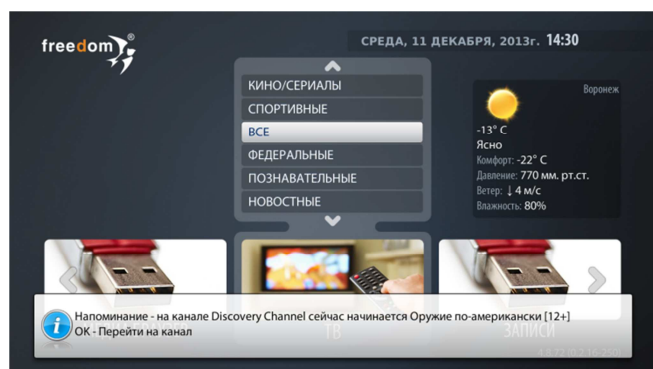 freedom®
СРЕДА, 11 ДЕКАБРЯ, 2013г. 14:30
КИНО/СЕРИАЛЫ
СПОРТИВНЫЕ
ВСЕ
ФЕДЕРАЛЬНЫЕ
ПОЗНАВАТЕЛЬНЫЕ
НОВОСТНЫЕ
Воронеж
-13° C
Ясно
Комфорт: -22° C
Давление: 770 мм. рт.ст.
Ветер: ↓ 4 м/с
Влажность: 80%
Напоминание - на канале Discovery Channel сейчас начинается Оружие по-американски [12+]
OK - Перейти на канал
ТВ
ЗАПИСИ